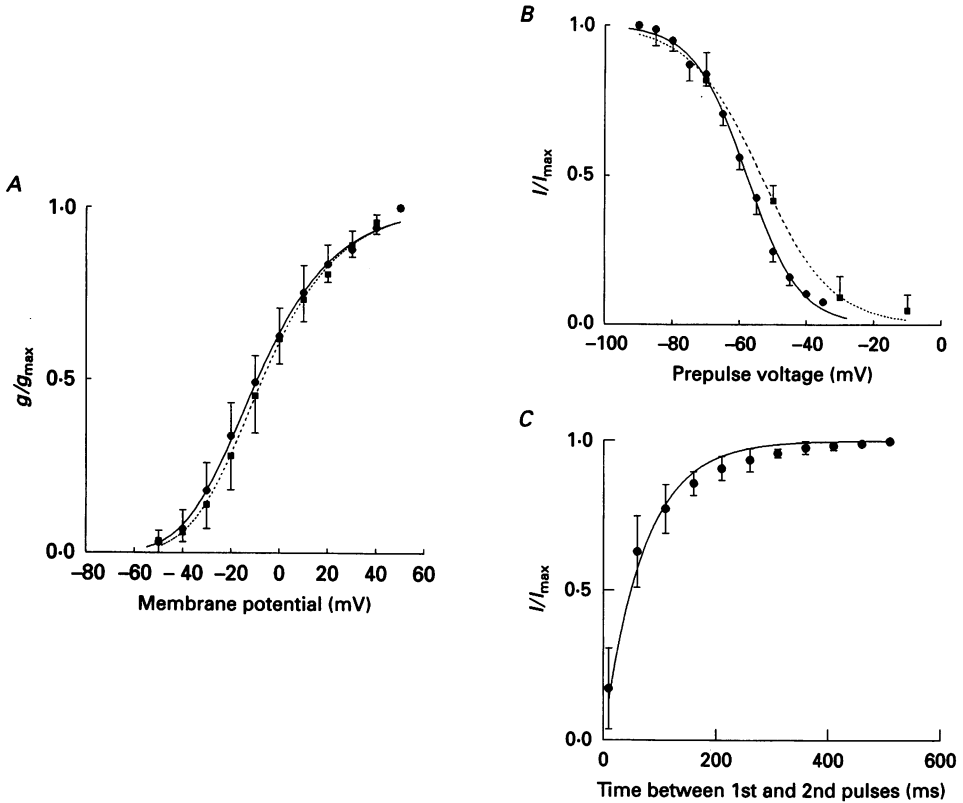 A
1·0
0·5
0·0
g/gmax
−80 −60 − 40 −20 0 20 40 60
Membrane potential (mV)
B
1·0
0·5
0·0
I/Imax
−100 −80 −60 −40 −20 0
Prepulse voltage (mV)
C
1·0
0·5
0·0
I/Imax
0 200 400 600
Time between 1st and 2nd pulses (ms)